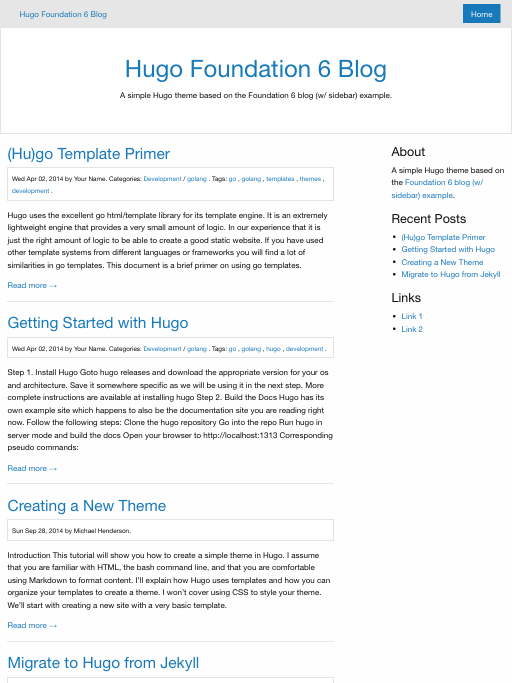 Hugo Foundation 6 Blog
Home
Hugo Foundation 6 Blog
A simple Hugo theme based on the Foundation 6 blog (w/ sidebar) example.
(Hu)go Template Primer
Wed Apr 02, 2014 by Your Name. Categories: Development / golang . Tags: go , golang , templates , themes ,
development .
Hugo uses the excellent go html/template library for its template engine. It is an extremely
lightweight engine that provides a very small amount of logic. In our experience that it is
just the right amount of logic to be able to create a good static website. If you have used
other template systems from different languages or frameworks you will find a lot of
similarities in go templates. This document is a brief primer on using go templates.
Read more →
Getting Started with Hugo
Wed Apr 02, 2014 by Your Name. Categories: Development / golang . Tags: go , golang , hugo , development .
Step 1. Install Hugo Goto hugo releases and download the appropriate version for your os
and architecture. Save it somewhere specific as we will be using it in the next step. More
complete instructions are available at installing hugo Step 2. Build the Docs Hugo has its
own example site which happens to also be the documentation site you are reading right
now. Follow the following steps: Clone the hugo repository Go into the repo Run hugo in
server mode and build the docs Open your browser to http://localhost:1313 Corresponding
pseudo commands:
Read more →
Creating a New Theme
Sun Sep 28, 2014 by Michael Henderson.
Introduction This tutorial will show you how to create a simple theme in Hugo. I assume
that you are familiar with HTML, the bash command line, and that you are comfortable
using Markdown to format content. I'll explain how Hugo uses templates and how you can
organize your templates to create a theme. I won't cover using CSS to style your theme.
We'll start with creating a new site with a very basic template.
Read more →
Migrate to Hugo from Jekyll
About
A simple Hugo theme based on
the Foundation 6 blog (w/
sidebar) example.
Recent Posts
(Hu)go Template Primer
Getting Started with Hugo
Creating a New Theme
Migrate to Hugo from Jekyll
Links
Link 1
Link 2